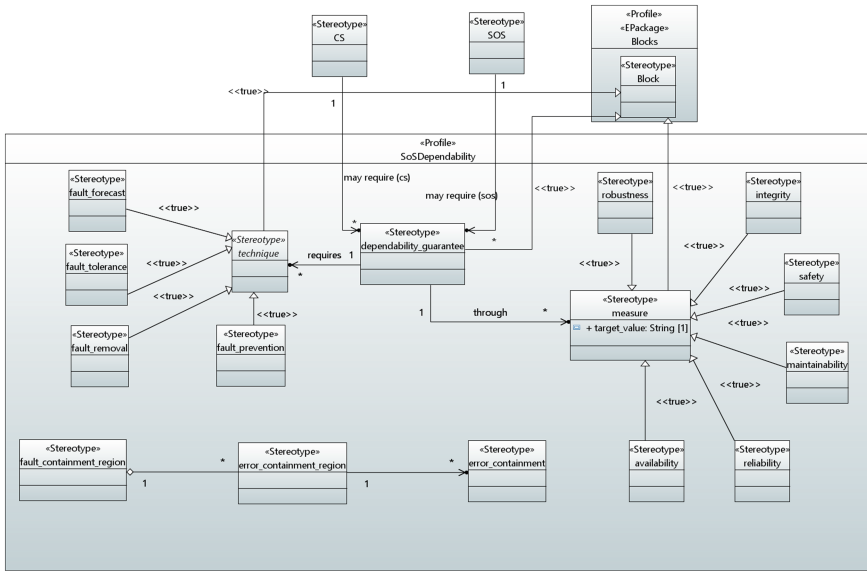 «Stereotype»
CS
«Stereotype»
SOS
«Profile»
«EPackage»
Blocks
«Stereotype»
Block
<<true>>
1
1
«Profile»
SoSDependability
may require (cs)
may require (sos)
<<true>>
<<true>>
«Stereotype»
fault_forecast
<<true>>
«Stereotype»
robustness
«Stereotype»
integrity
*
*
*
«Stereotype»
technique
«Stereotype»
dependability_guarantee
requires
1
*
«Stereotype»
fault_tolerance
<<true>>
<<true>>
<<true>>
«Stereotype»
safety
<<true>>
<<true>>
«Stereotype»
measure
+ target_value: String [1]
1
through
*
<<true>>
<<true>>
«Stereotype»
fault_removal
«Stereotype»
fault_prevention
«Stereotype»
maintainability
<<true>>
<<true>>
<<true>>
«Stereotype»
fault_containment_region
1
*
«Stereotype»
error_containment_region
1
*
«Stereotype»
error_containment
«Stereotype»
availability
«Stereotype»
reliability